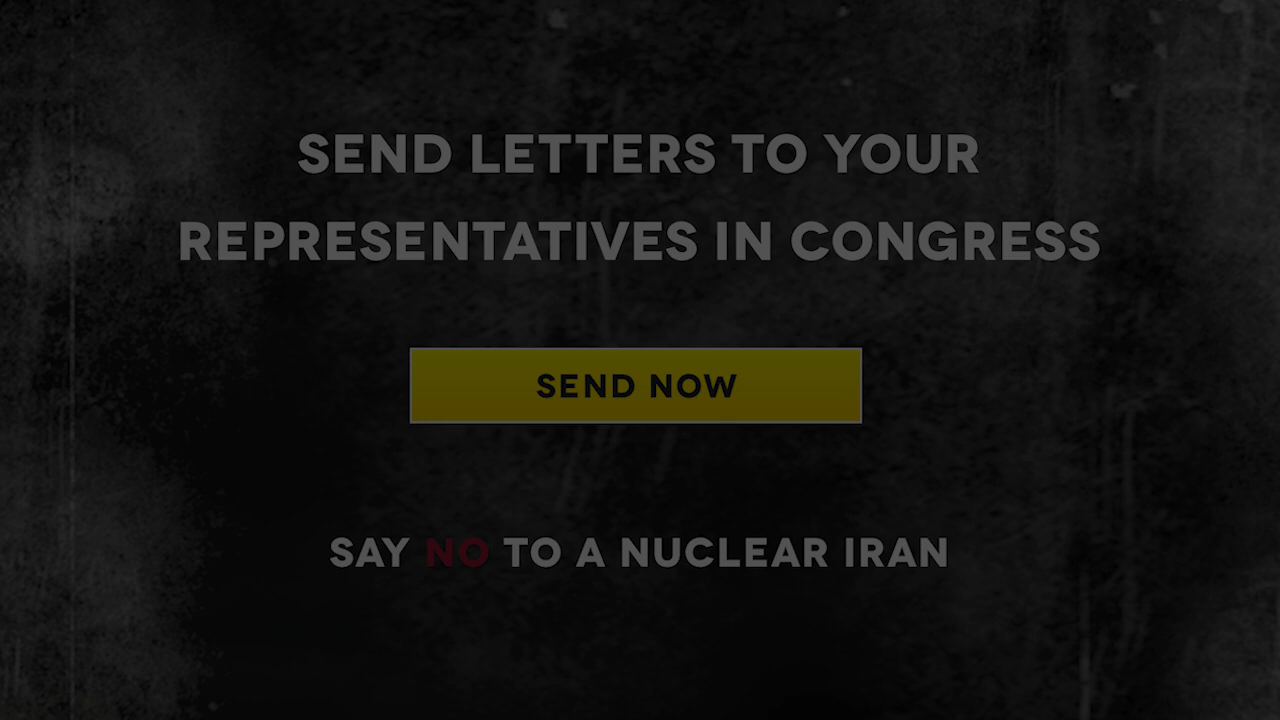 SEND LETTERS TO YOUR
REPRESENTATIVES IN CONGRESS
SEND NOW
SAY NO TO A NUCLEAR IRAN